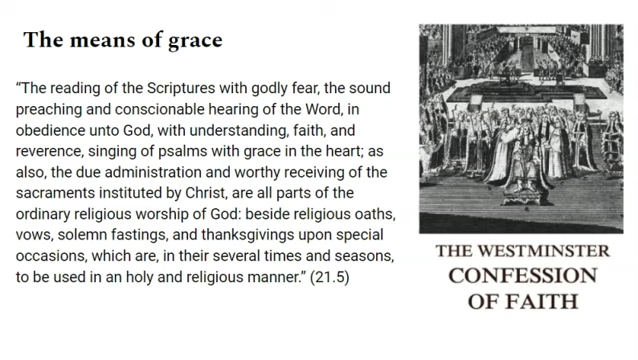 The means of grace
“The reading of the Scriptures with godly fear, the sound
preaching and conscionable hearing of the Word, in
obedience unto God, with understanding, faith, and
reverence, singing of psalms with grace in the heart; as
also, the due administration and worthy receiving of the
sacraments instituted by Christ, are all parts of the
ordinary religious worship of God: beside religious oaths,
vows, solemn fastings, and thanksgivings upon special
occasions, which are, in their several times and seasons,
to be used in an holy and religious manner.” (21.5)
THE WESTMINSTER
CONFESSION
OF FAITH